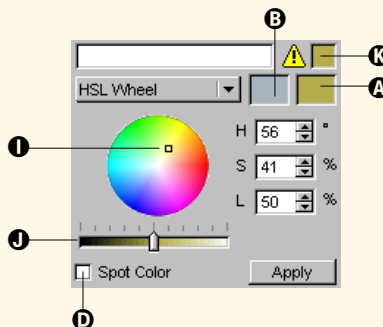 B
K
HSL Wheel
A
H 56 °
I
S 41 %
L 50 %
J
Spot Color
Apply
D